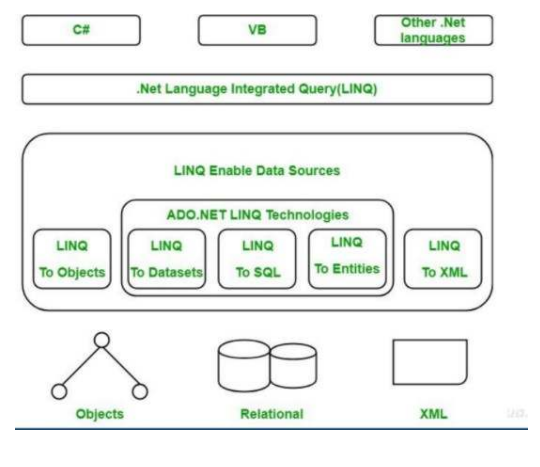 C#
VB
Other .Net
languages
.Net Language Integrated Query(LINQ)
LINQ Enable Data Sources
ADO.NET LINQ Technologies
LINQ
To Objects
LINQ
To Datasets
LINQ
To SQL
LINQ
To Entities
LINQ
To XML
Objects
Relational
XML